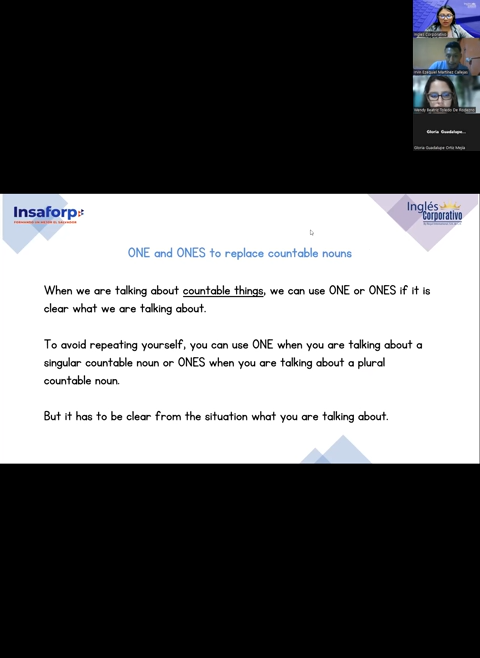 Inglés Corporativo
Gloria Guadalupe...
Gloria Guadalupe Ortiz Mejia
Insaforp
Inglés
Corporativo
ONE and ONES to replace countable nouns
When we are talking about countable things, we can use ONE or ONES if it is
clear what we are talking about.
To avoid repeating yourself, you can use ONE when you are talking about a
singular countable noun or ONES when you are talking about a plural
countable noun.
But it has to be clear from the situation what you are talking about.